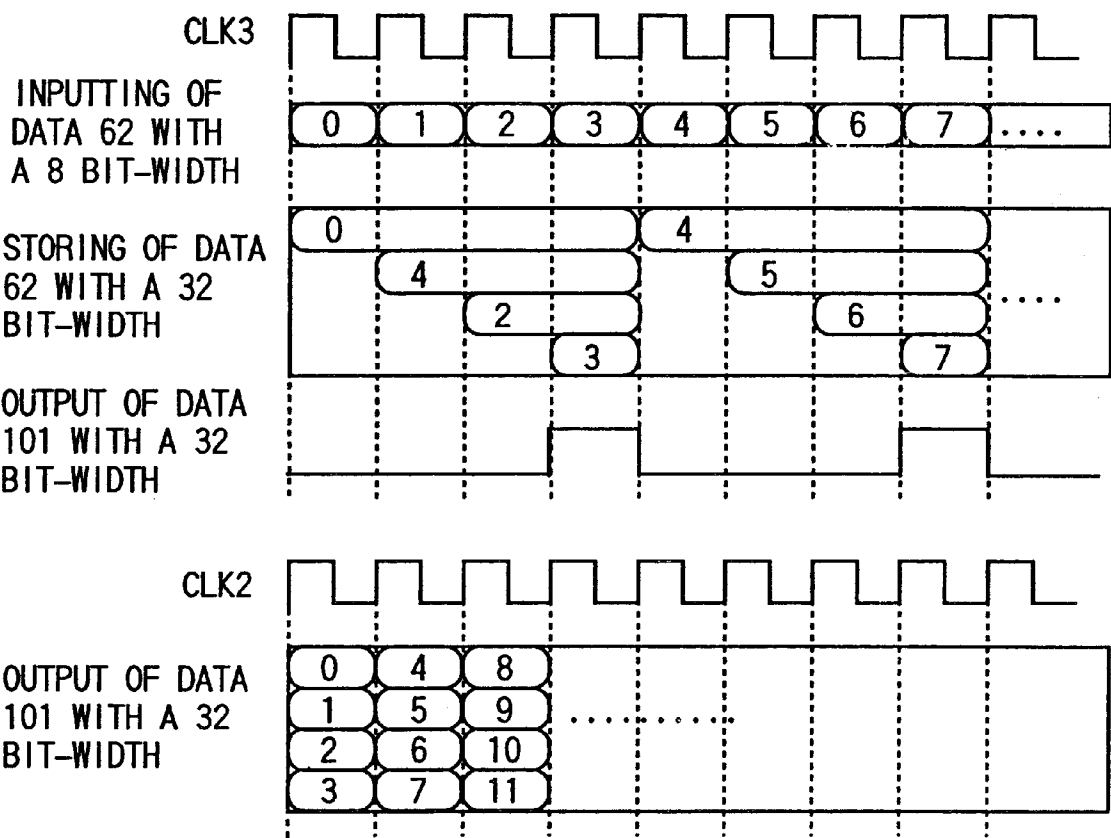 CLK3
INPUTTING OF
DATA 62 WITH
A 8 BIT-WIDTH
0 1 2 3 4 5 6 7 ....
STORING OF DATA
62 WITH A 32
BIT-WIDTH
0 4
4 5
2 6
3 7
....
OUTPUT OF DATA
101 WITH A 32
BIT-WIDTH
CLK2
OUTPUT OF DATA
101 WITH A 32
BIT-WIDTH
0 4 8
1 5 9 ..........
2 6 10
3 7 11